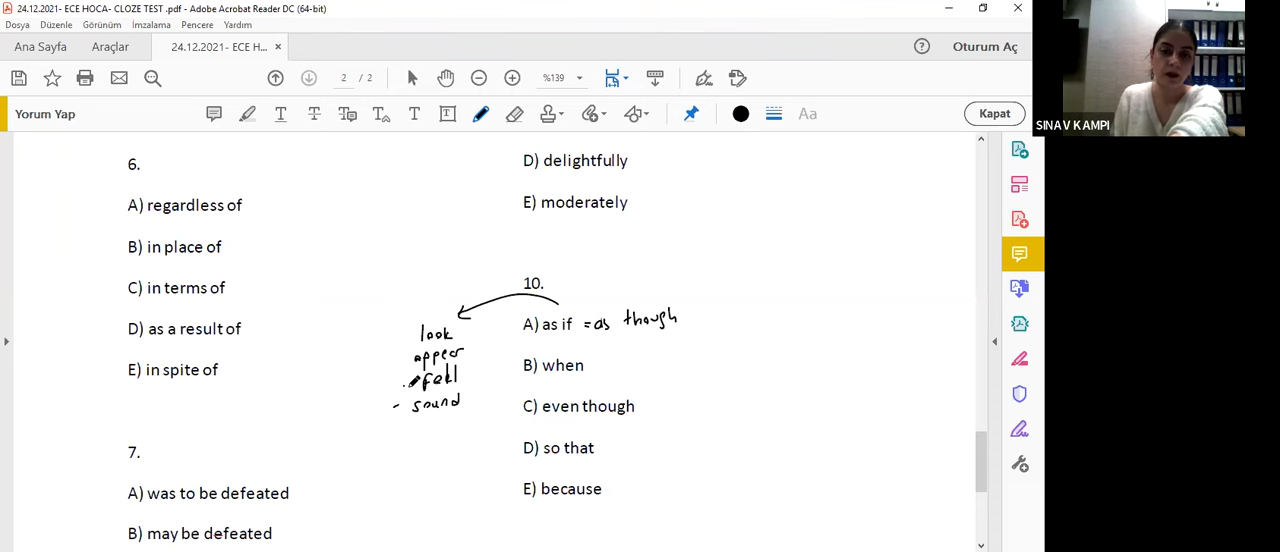 24.12.2021- ECE HOCA- CLOZE TEST .pdf - Adobe Acrobat Reader DC (64-bit)
Dosya Düzenle Görünüm İmzalama Pencere Yardım
Ana Sayfa Araçlar 24.12.2021- ECE H... × Oturum Aç
2 / 2 %139
Yorum Yap Aa Kapat
SINAV KAMPI
6.
A) regardless of
B) in place of
C) in terms of
D) as a result of
E) in spite of
7.
A) was to be defeated
B) may be defeated
D) delightfully
E) moderately
10.
A) as if = as though
B) when
C) even though
D) so that
E) because
look
appear
feel
- sound